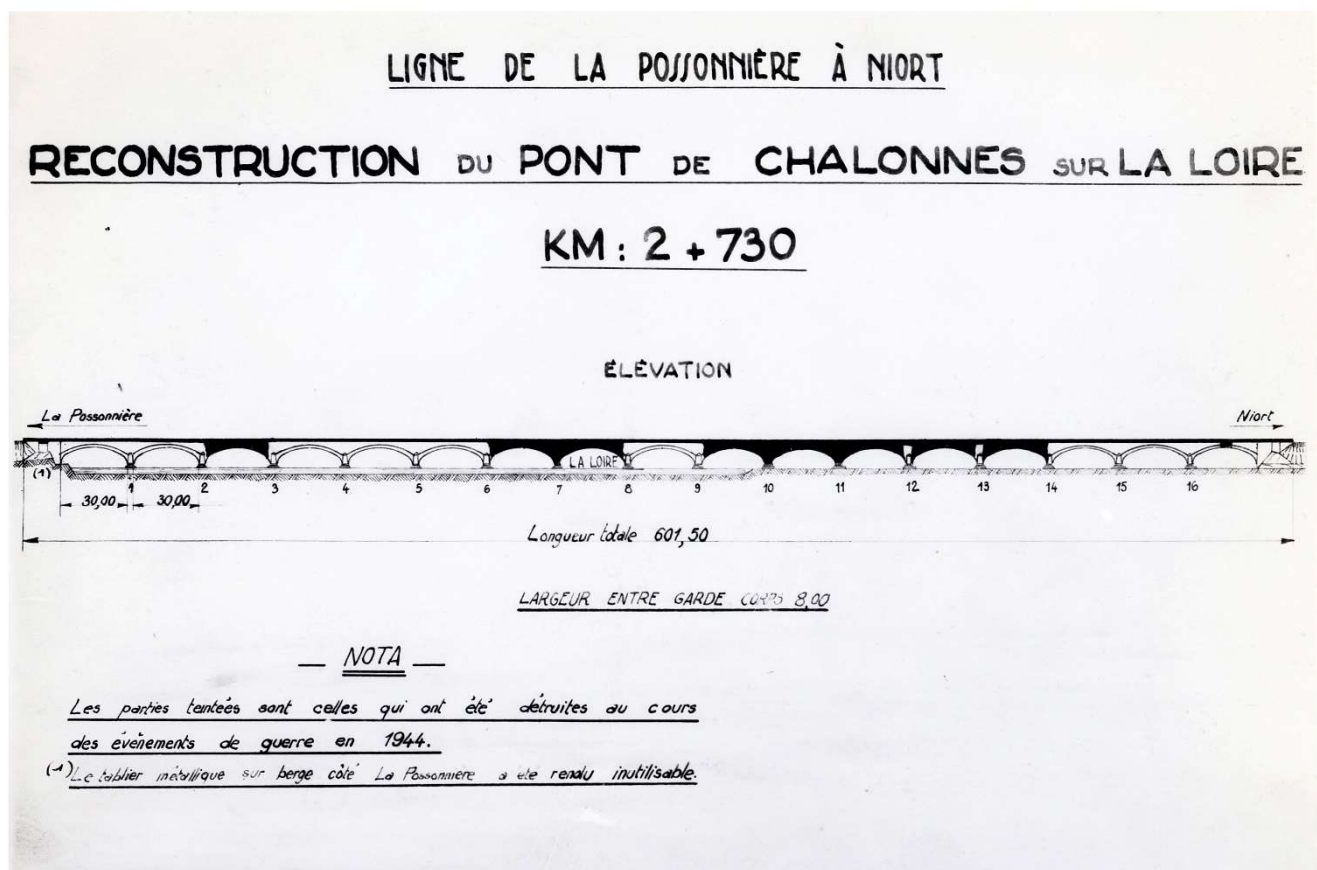 LIGNE DE LA POSSONNIÈRE À NIORT
RECONSTRUCTION DU PONT DE CHALONNES SUR LA LOIRE
KM : 2 + 730
ÉLÉVATION
La Possonnière
Niort
LA LOIRE
(1)
1 2 3 4 5 6 7 8 9 10 11 12 13 14 15 16
30,00 30,00
Longueur totale 601,50
LARGEUR ENTRE GARDE CORPS 8,00
— NOTA —
Les parties teintées sont celles qui ont été détruites au cours
des évènements de guerre en 1944.
(1) Le tablier métallique sur berge côté La Possonnière a été rendu inutilisable.